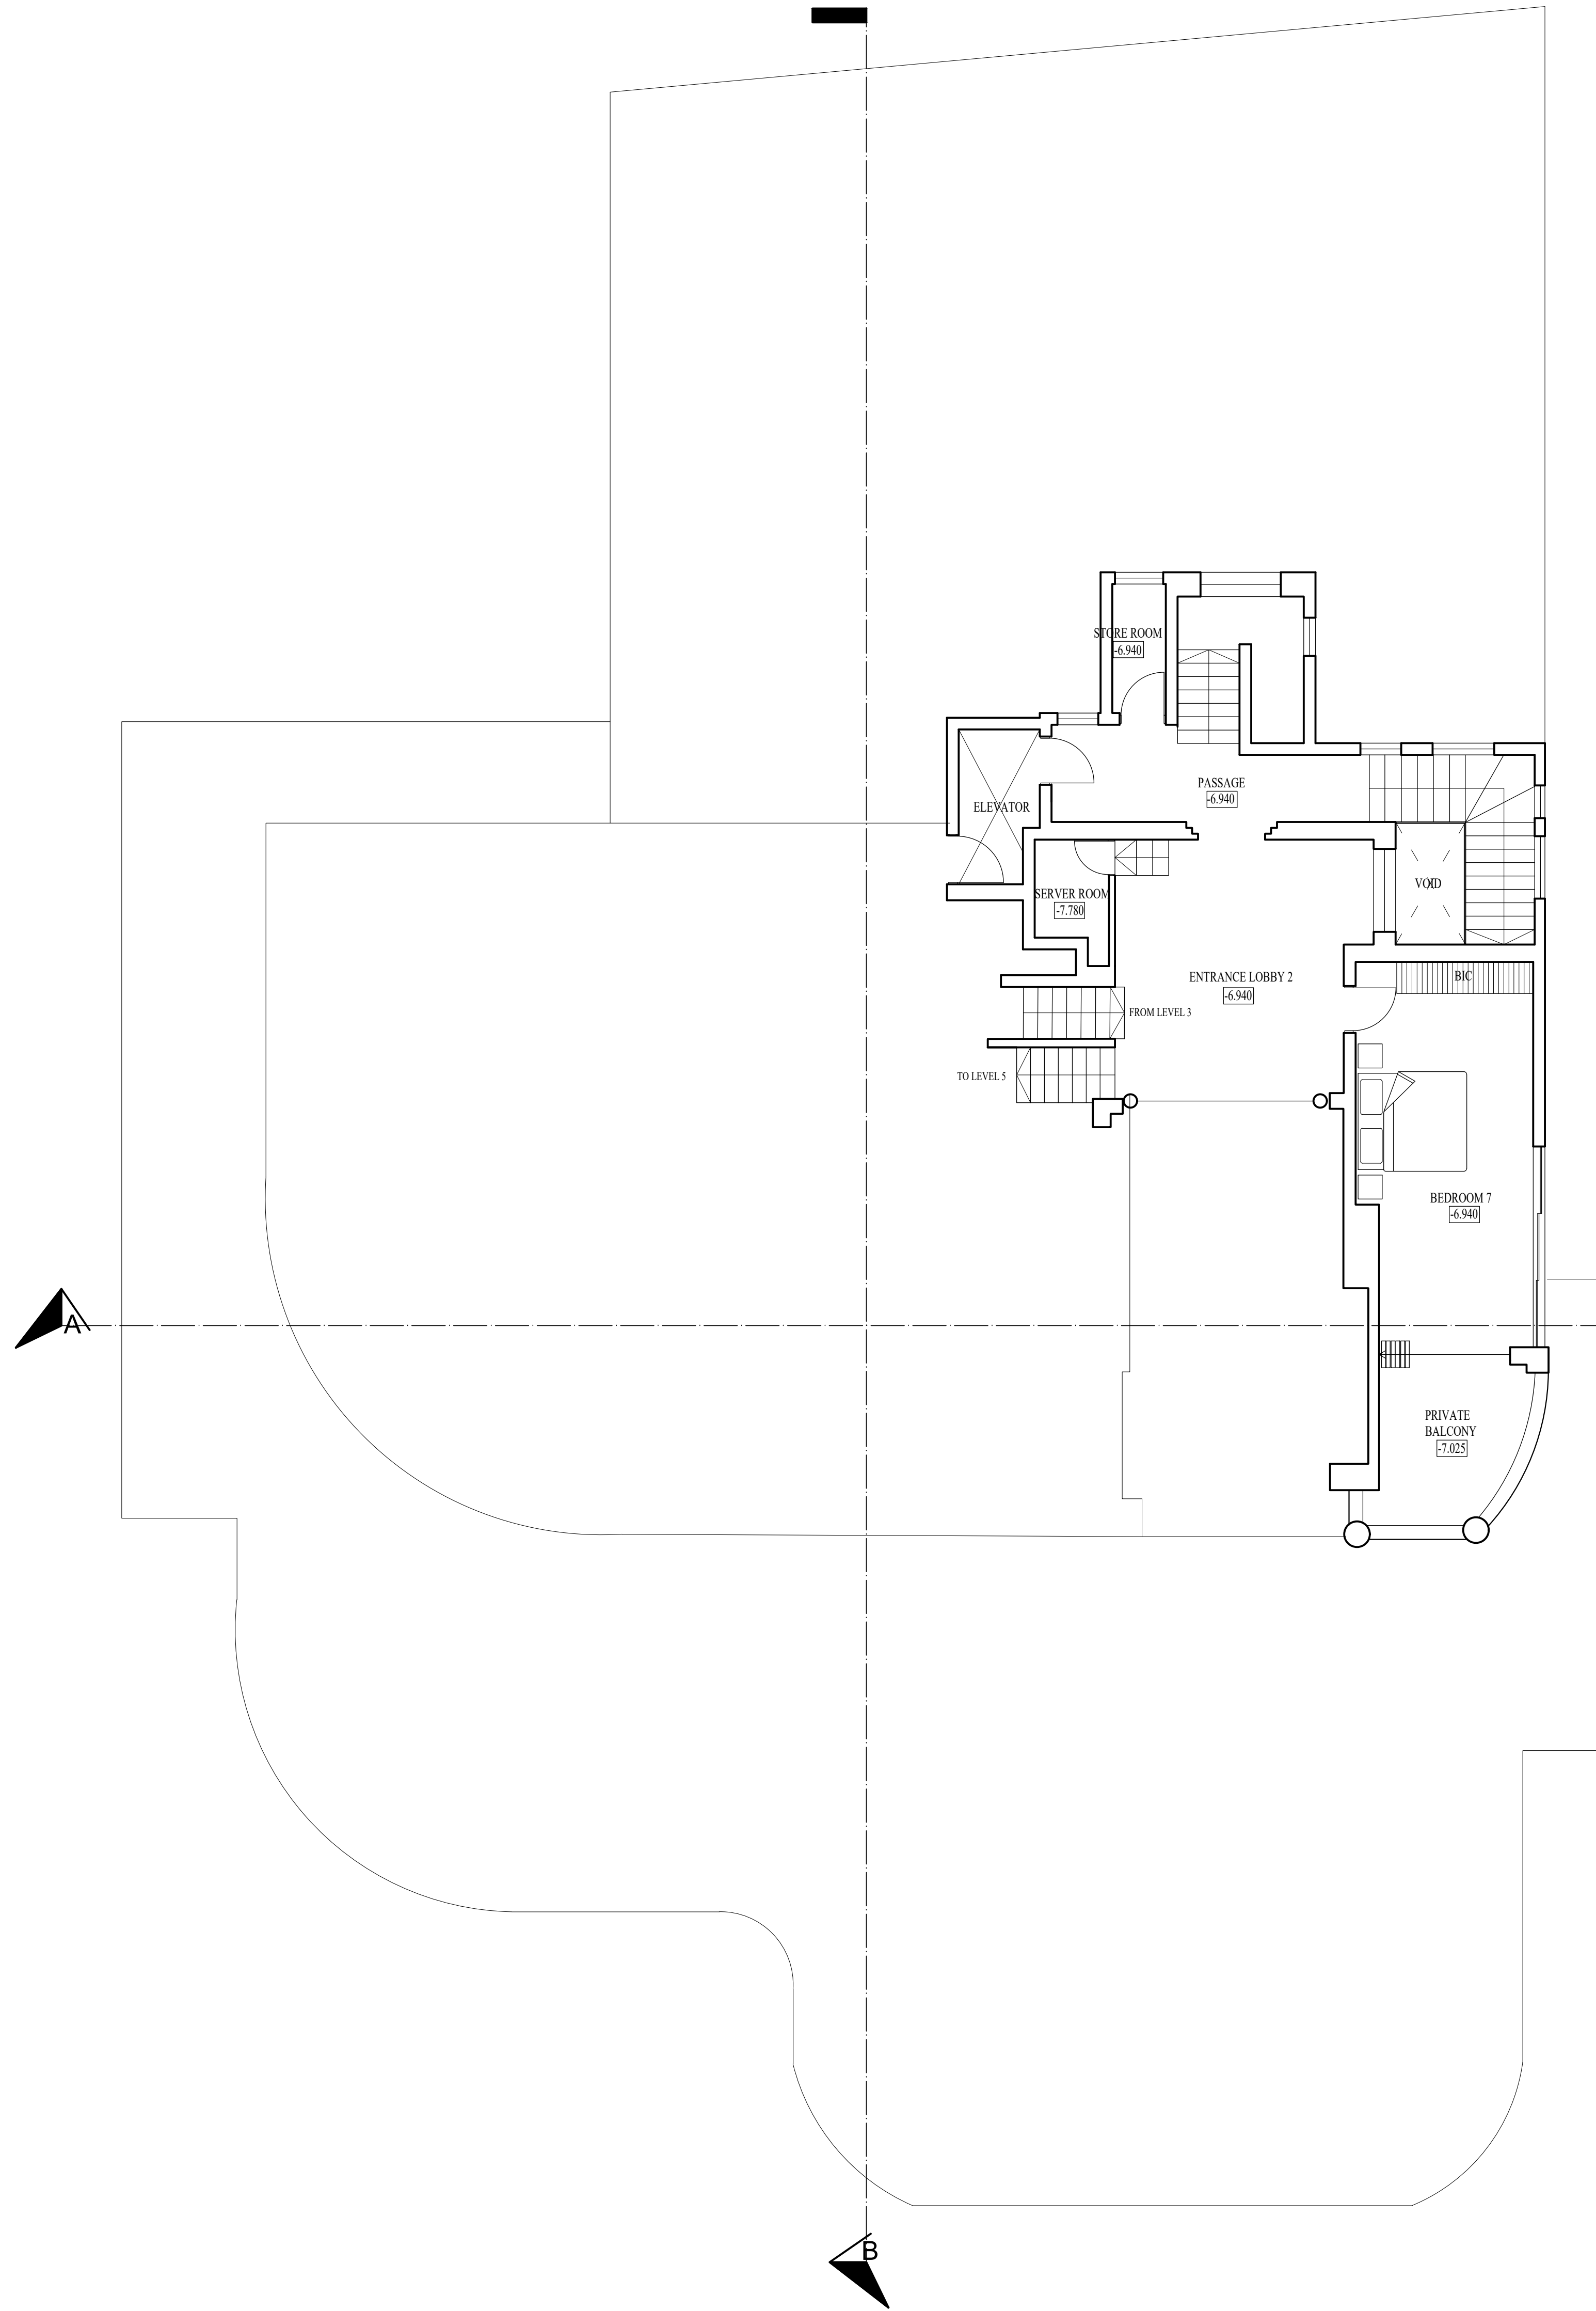 STORE ROOM
-6.940
PASSAGE
-6.940
ELEVATOR
VOID
X
SERVER ROOM
-7.780
BIC
ENTRANCE LOBBY 2
-6.940
FROM LEVEL 3
TO LEVEL 5
BEDROOM 7
-6.940
A
PRIVATE
BALCONY
-7.025
B